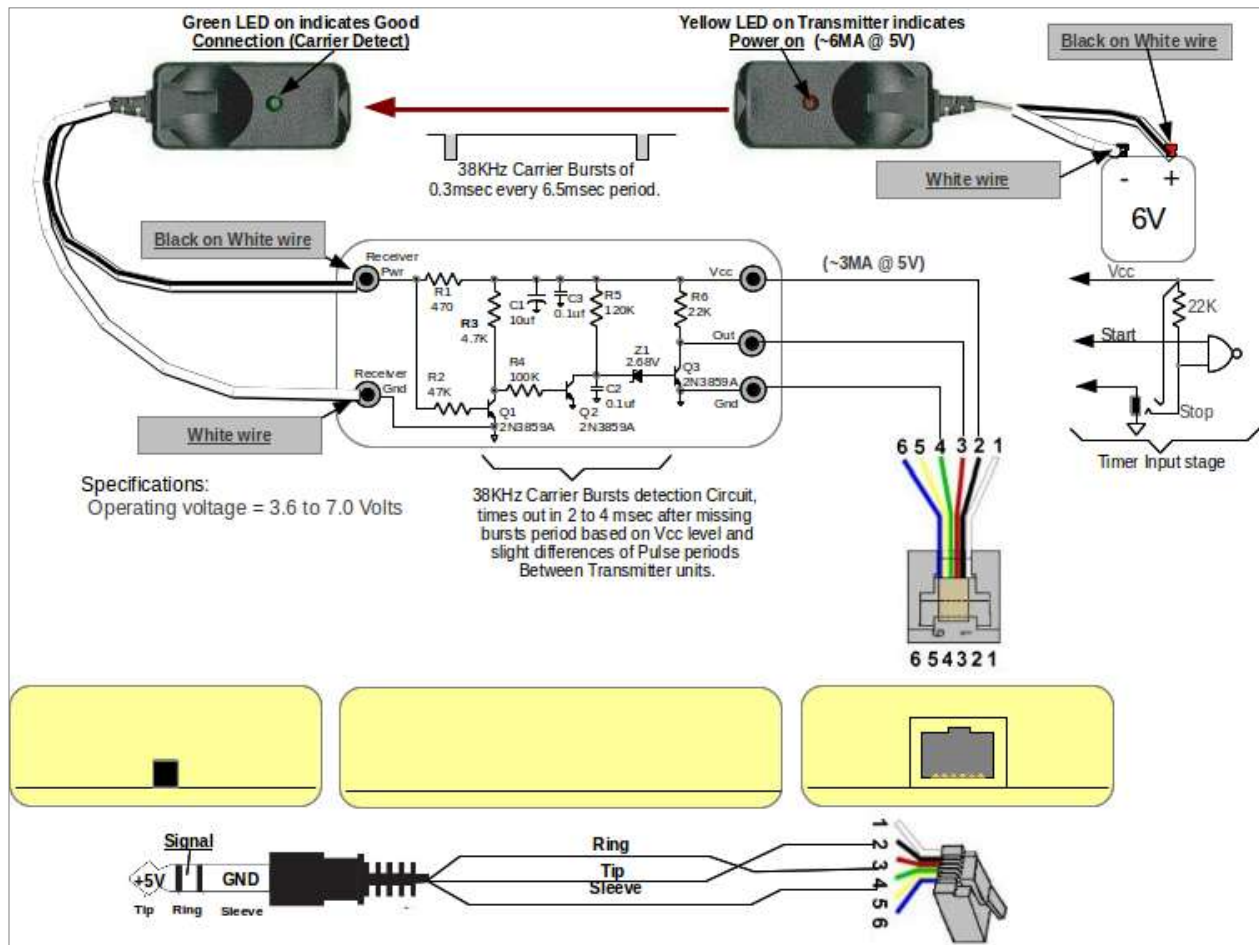 Green LED on indicates Good
Connection (Carrier Detect)
Yellow LED on Transmitter indicates
Power on (~6MA @ 5V)
Black on White wire
38KHz Carrier Bursts of
0.3msec every 6.5msec period.
White wire
- +
6V
Black on White wire
Receiver
Pwr
R1
470
C1
10uf
C3
0.1uf
R5
120K
R6
22K
Vcc
(~3MA @ 5V)
Vcc
22K
R3
4.7K
Out
Start
R4
100K
Z1
2.68V
Q3
2N3859A
Receiver
Gnd
R2
47K
C2
0.1uf
Gnd
Stop
Q1
2N3859A
Q2
2N3859A
White wire
Timer Input stage
Specifications:
Operating voltage = 3.6 to 7.0 Volts
38KHz Carrier Bursts detection Circuit,
times out in 2 to 4 msec after missing
bursts period based on Vcc level and
slight differences of Pulse periods
Between Transmitter units.
6 5 4 3 2 1
6 1
6 5 4 3 2 1
Signal
+5V
GND
Tip
Ring
Sleeve
Ring
Tip
Sleeve
1
2
3
4
5
6